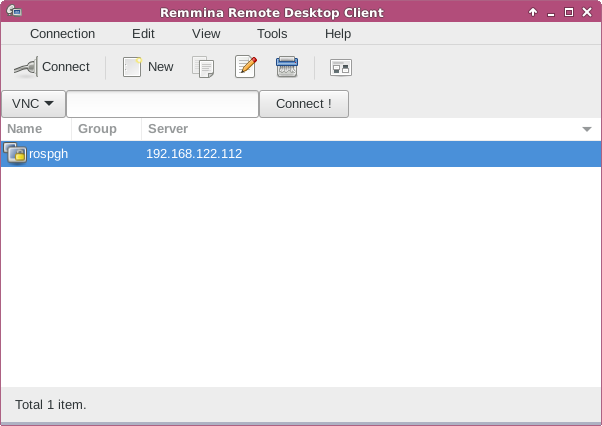 Remmina Remote Desktop Client
Connection Edit View Tools Help
Connect New
VNC Connect !
Name Group Server
rospgh 192.168.122.112
Total 1 item.